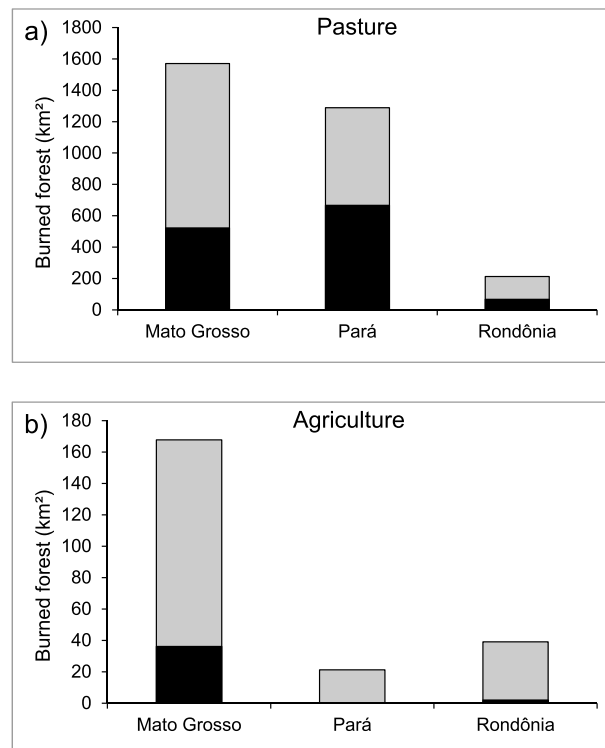 a)
Pasture
Burned forest (km²)
1800
1600
1400
1200
1000
800
600
400
200
0
Mato Grosso Pará Rondônia
b)
Agriculture
Burned forest (km²)
180
160
140
120
100
80
60
40
20
0
Mato Grosso Pará Rondônia